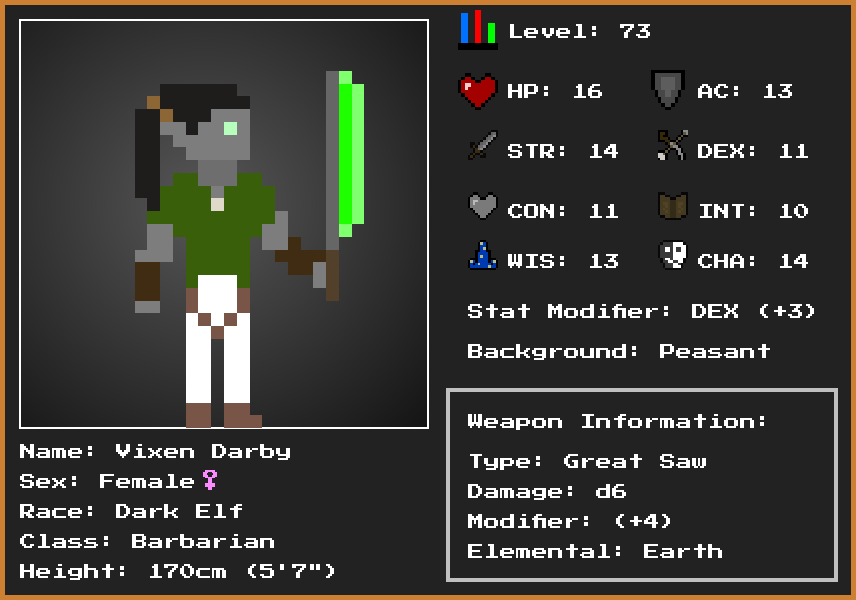 Level: 73
HP: 16
AC: 13
STR: 14
DEX: 11
CON: 11
INT: 10
WIS: 13
CHA: 14
Stat Modifier: DEX (+3)
Background: Peasant
Weapon Information:
Type: Great Saw
Damage: d6
Modifier: (+4)
Elemental: Earth
Name: Vixen Darby
Sex: Female♀
Race: Dark Elf
Class: Barbarian
Height: 170cm (5'7")